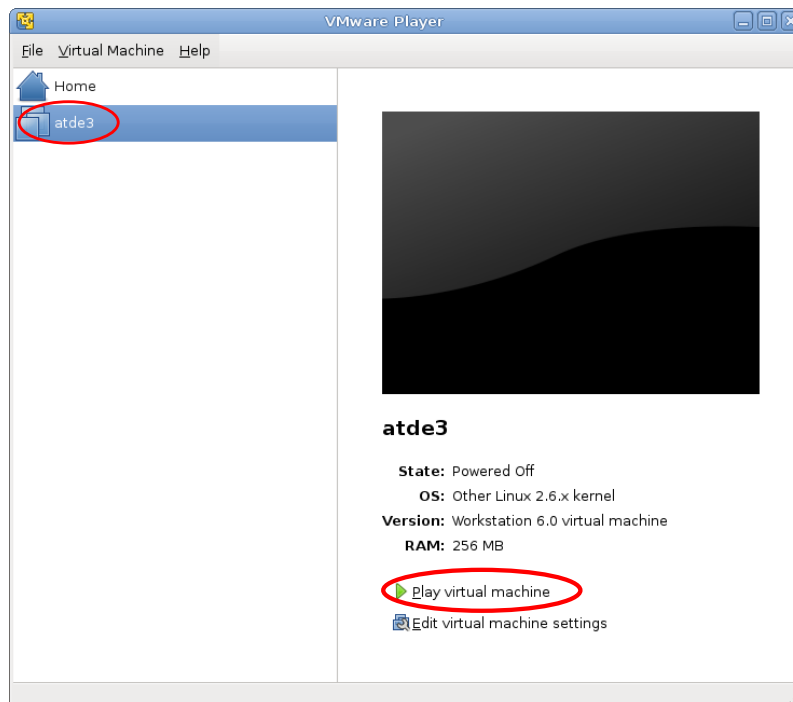 VMware Player
File Virtual Machine Help
Home
atde3
atde3
State: Powered Off
OS: Other Linux 2.6.x kernel
Version: Workstation 6.0 virtual machine
RAM: 256 MB
Play virtual machine
Edit virtual machine settings